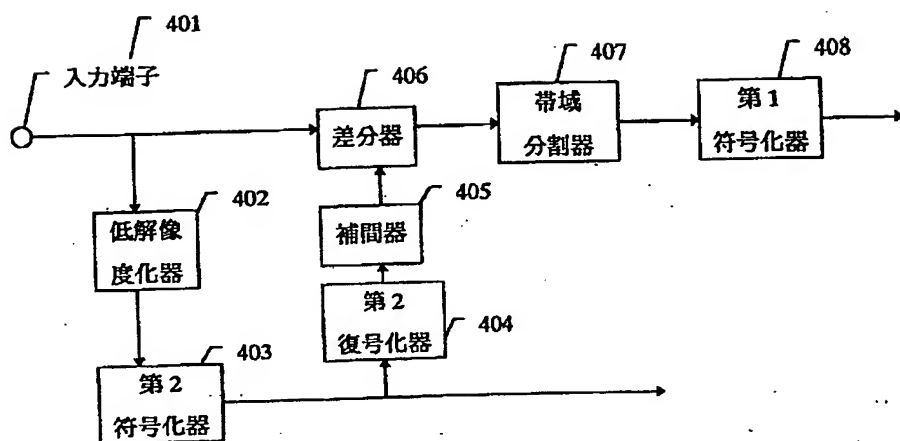 401
入力端子
406
差分器
407
帯域
分割器
408
第1
符号化器
402
低解像
度化器
405
補間器
第2
復号化器
404
403
第2
符号化器